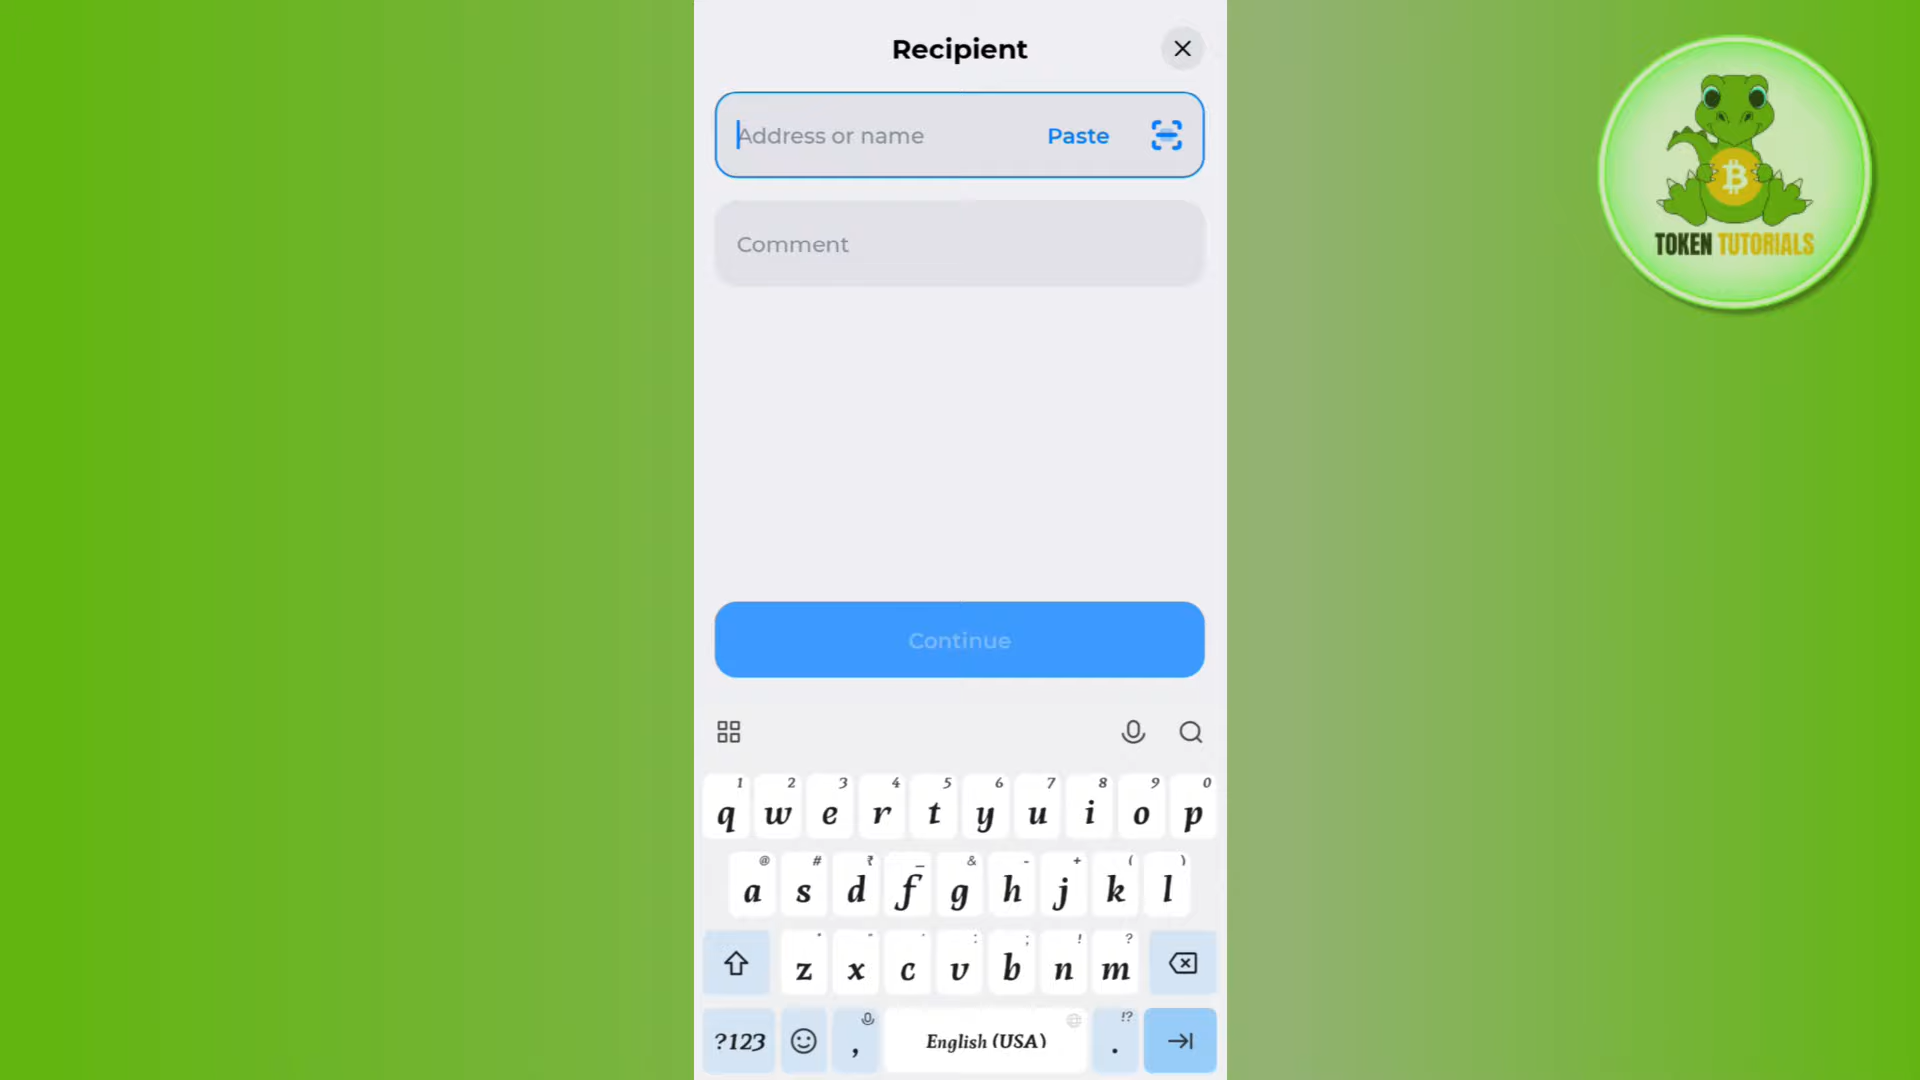 Recipient
Address or name
Paste
Comment
TOKEN TUTORIALS
Continue
1 2 3 4 5 6 7 8 9 0
q w e r t y u i o p
@ # ₹ _ & - + ( )
a s d f g h j k l
: ; ! ?
z x c v b n m
!?
?123 , English (USA) .